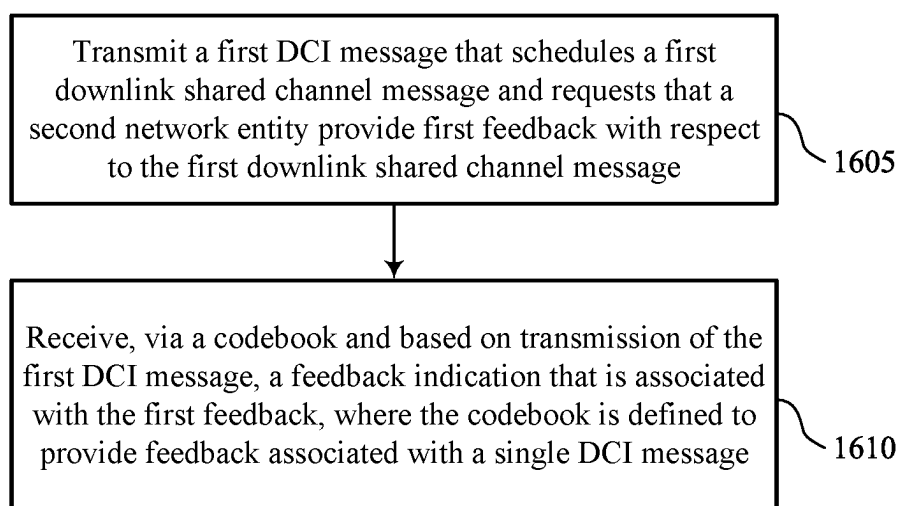 Transmit a first DCI message that schedules a first
downlink shared channel message and requests that a
second network entity provide first feedback with respect
to the first downlink shared channel message
1605
Receive, via a codebook and based on transmission of the
first DCI message, a feedback indication that is associated
with the first feedback, where the codebook is defined to
provide feedback associated with a single DCI message
1610